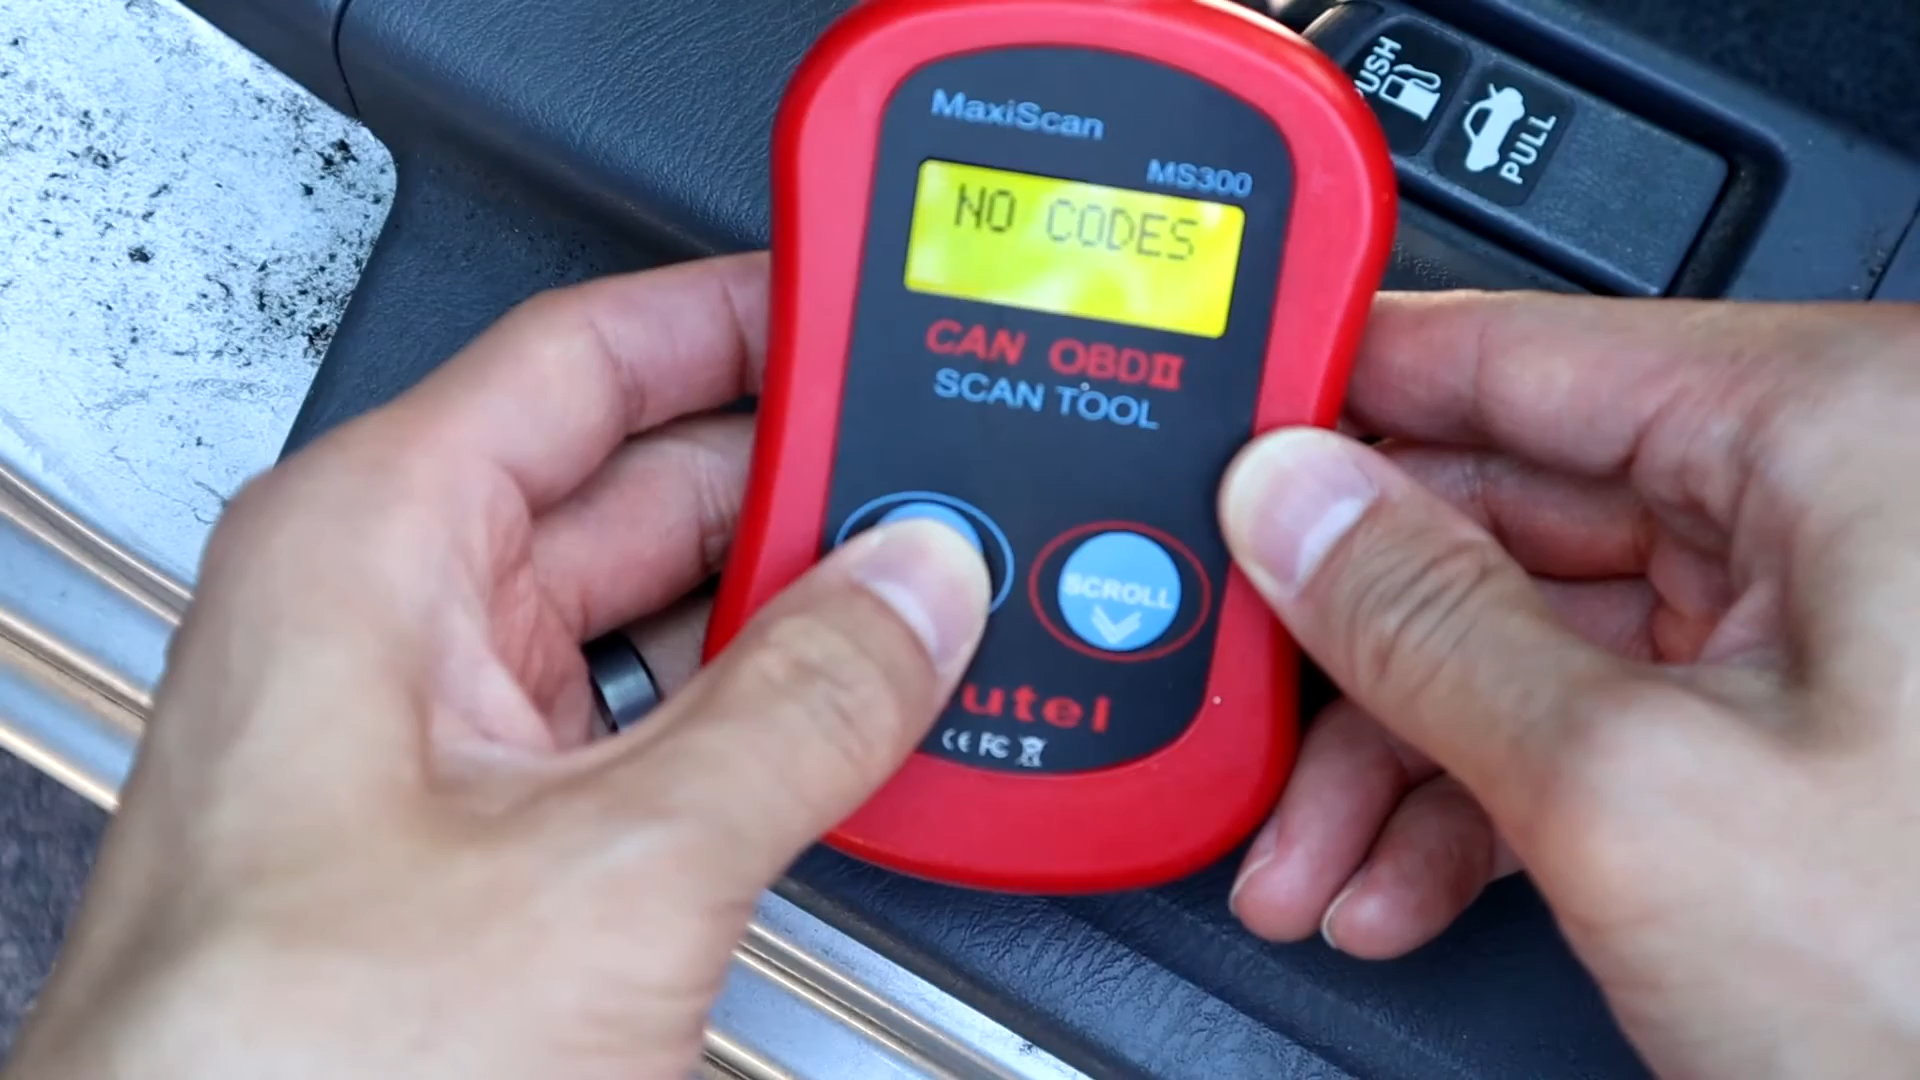 MaxiScan
MS300
NO CODES
CAN OBDII
SCAN TOOL
SCROLL
utel
CE FC
PUSH
PULL